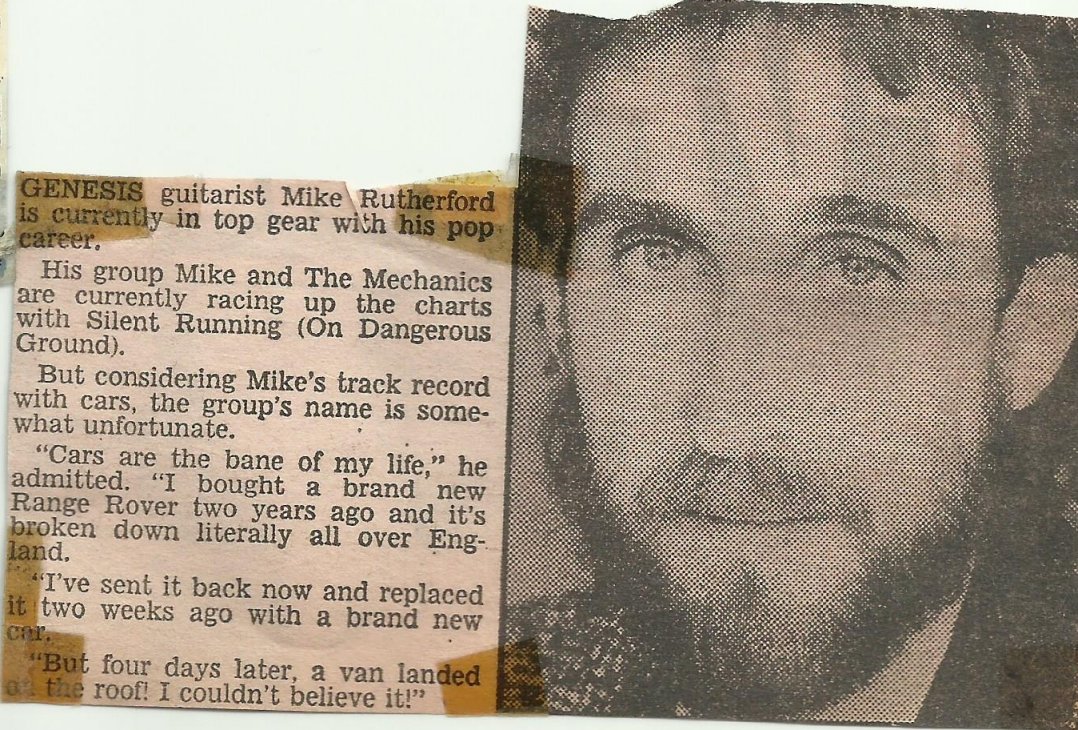 GENESIS guitarist Mike Rutherford
is currently in top gear with his pop
career.
His group Mike and The Mechanics
are currently racing up the charts
with Silent Running (On Dangerous
Ground).
But considering Mike's track record
with cars, the group's name is some-
what unfortunate.
"Cars are the bane of my life," he
admitted. "I bought a brand new
Range Rover two years ago and it's
broken down literally all over Eng-
land.
"I've sent it back now and replaced
it two weeks ago with a brand new
car.
"But four days later, a van landed
on the roof! I couldn't believe it!"